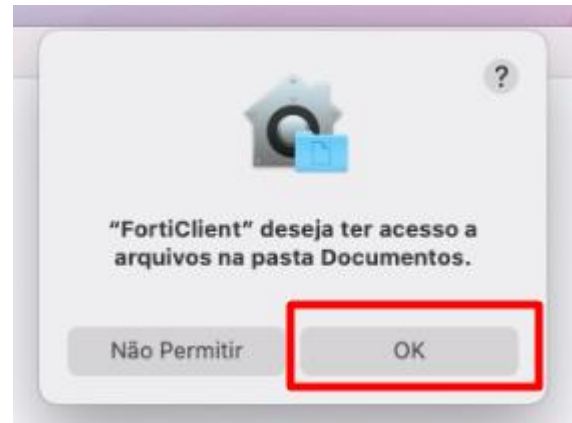 ?
“FortiClient” deseja ter acesso a
arquivos na pasta Documentos.
Não Permitir
OK